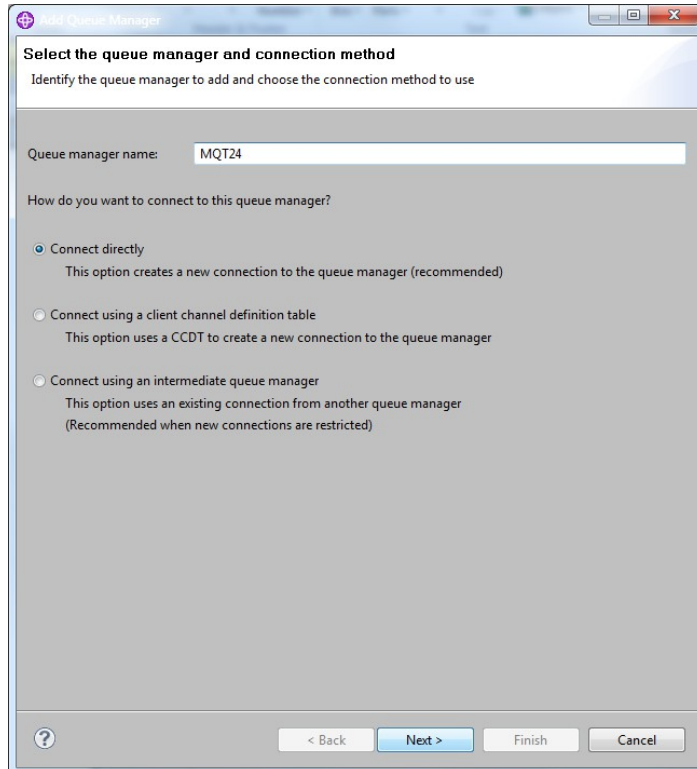 Add Queue Manager
Select the queue manager and connection method
Identify the queue manager to add and choose the connection method to use
Queue manager name: MQT24
How do you want to connect to this queue manager?
Connect directly
This option creates a new connection to the queue manager (recommended)
Connect using a client channel definition table
This option uses a CCDT to create a new connection to the queue manager
Connect using an intermediate queue manager
This option uses an existing connection from another queue manager
(Recommended when new connections are restricted)
? < Back Next > Finish Cancel